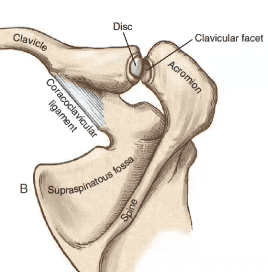 Disc
Clavicle
Clavicular facet
Acromion
Coracoclavicular
ligament
B
Supraspinatous fossa
Spine